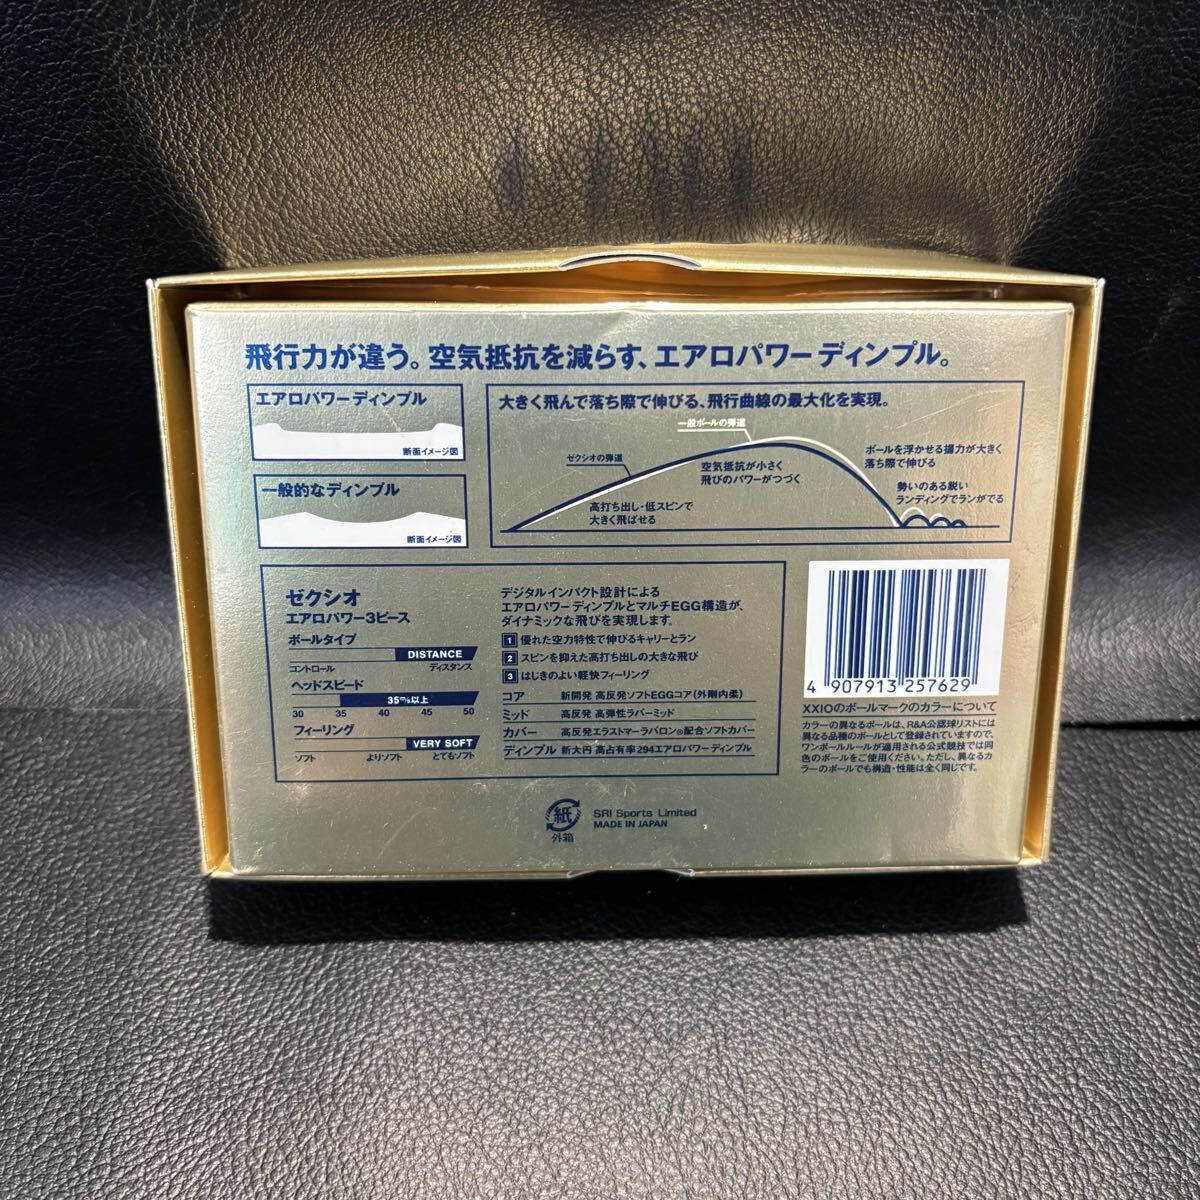 飛行力が違う。空気抵抗を減らす、エアロパワーディンプル。
エアロパワーディンプル
断面イメージ図
一般的なディンプル
断面イメージ図
大きく飛んで落ち際で伸びる、飛行曲線の最大化を実現。
一般ボールの弾道
ゼクシオの弾道
空気抵抗が小さく
飛びのパワーがつづく
高打ち出し・低スピンで
大きく飛ばせる
ボールを浮かせる揚力が大きく
落ち際で伸びる
勢いのある鋭い
ランディングでランがでる
ゼクシオ
エアロパワー3ピース
ボールタイプ
DISTANCE
コントロール ディスタンス
ヘッドスピード
35m/s以上
30 35 40 45 50
フィーリング
VERY SOFT
ソフト よりソフト とてもソフト
デジタルインパクト設計による
エアロパワーディンプルとマルチEGG構造が、
ダイナミックな飛びを実現します。
1 優れた空力特性で伸びるキャリーとラン
2 スピンを抑えた高打ち出しの大きな飛び
3 はじきのよい軽快フィーリング
コア 新開発 高反発ソフトEGGコア(外剛内柔)
ミッド 高反発 高弾性ラバーミッド
カバー 高反発エラストマーラバロン®配合ソフトカバー
ディンプル 新大円 高占有率294エアロパワーディンプル
4 907913 257629
XXIOのボールマークのカラーについて
カラーの異なるボールは、R&A公認球リストには
異なる品種のボールとして登録されていますので、
ワンボールルールが適用される公式競技では同
色のボールをご使用ください。ただし、異なるカ
ラーのボールでも構造・性能は全く同じです。
紙
外箱
SRI Sports Limited
MADE IN JAPAN